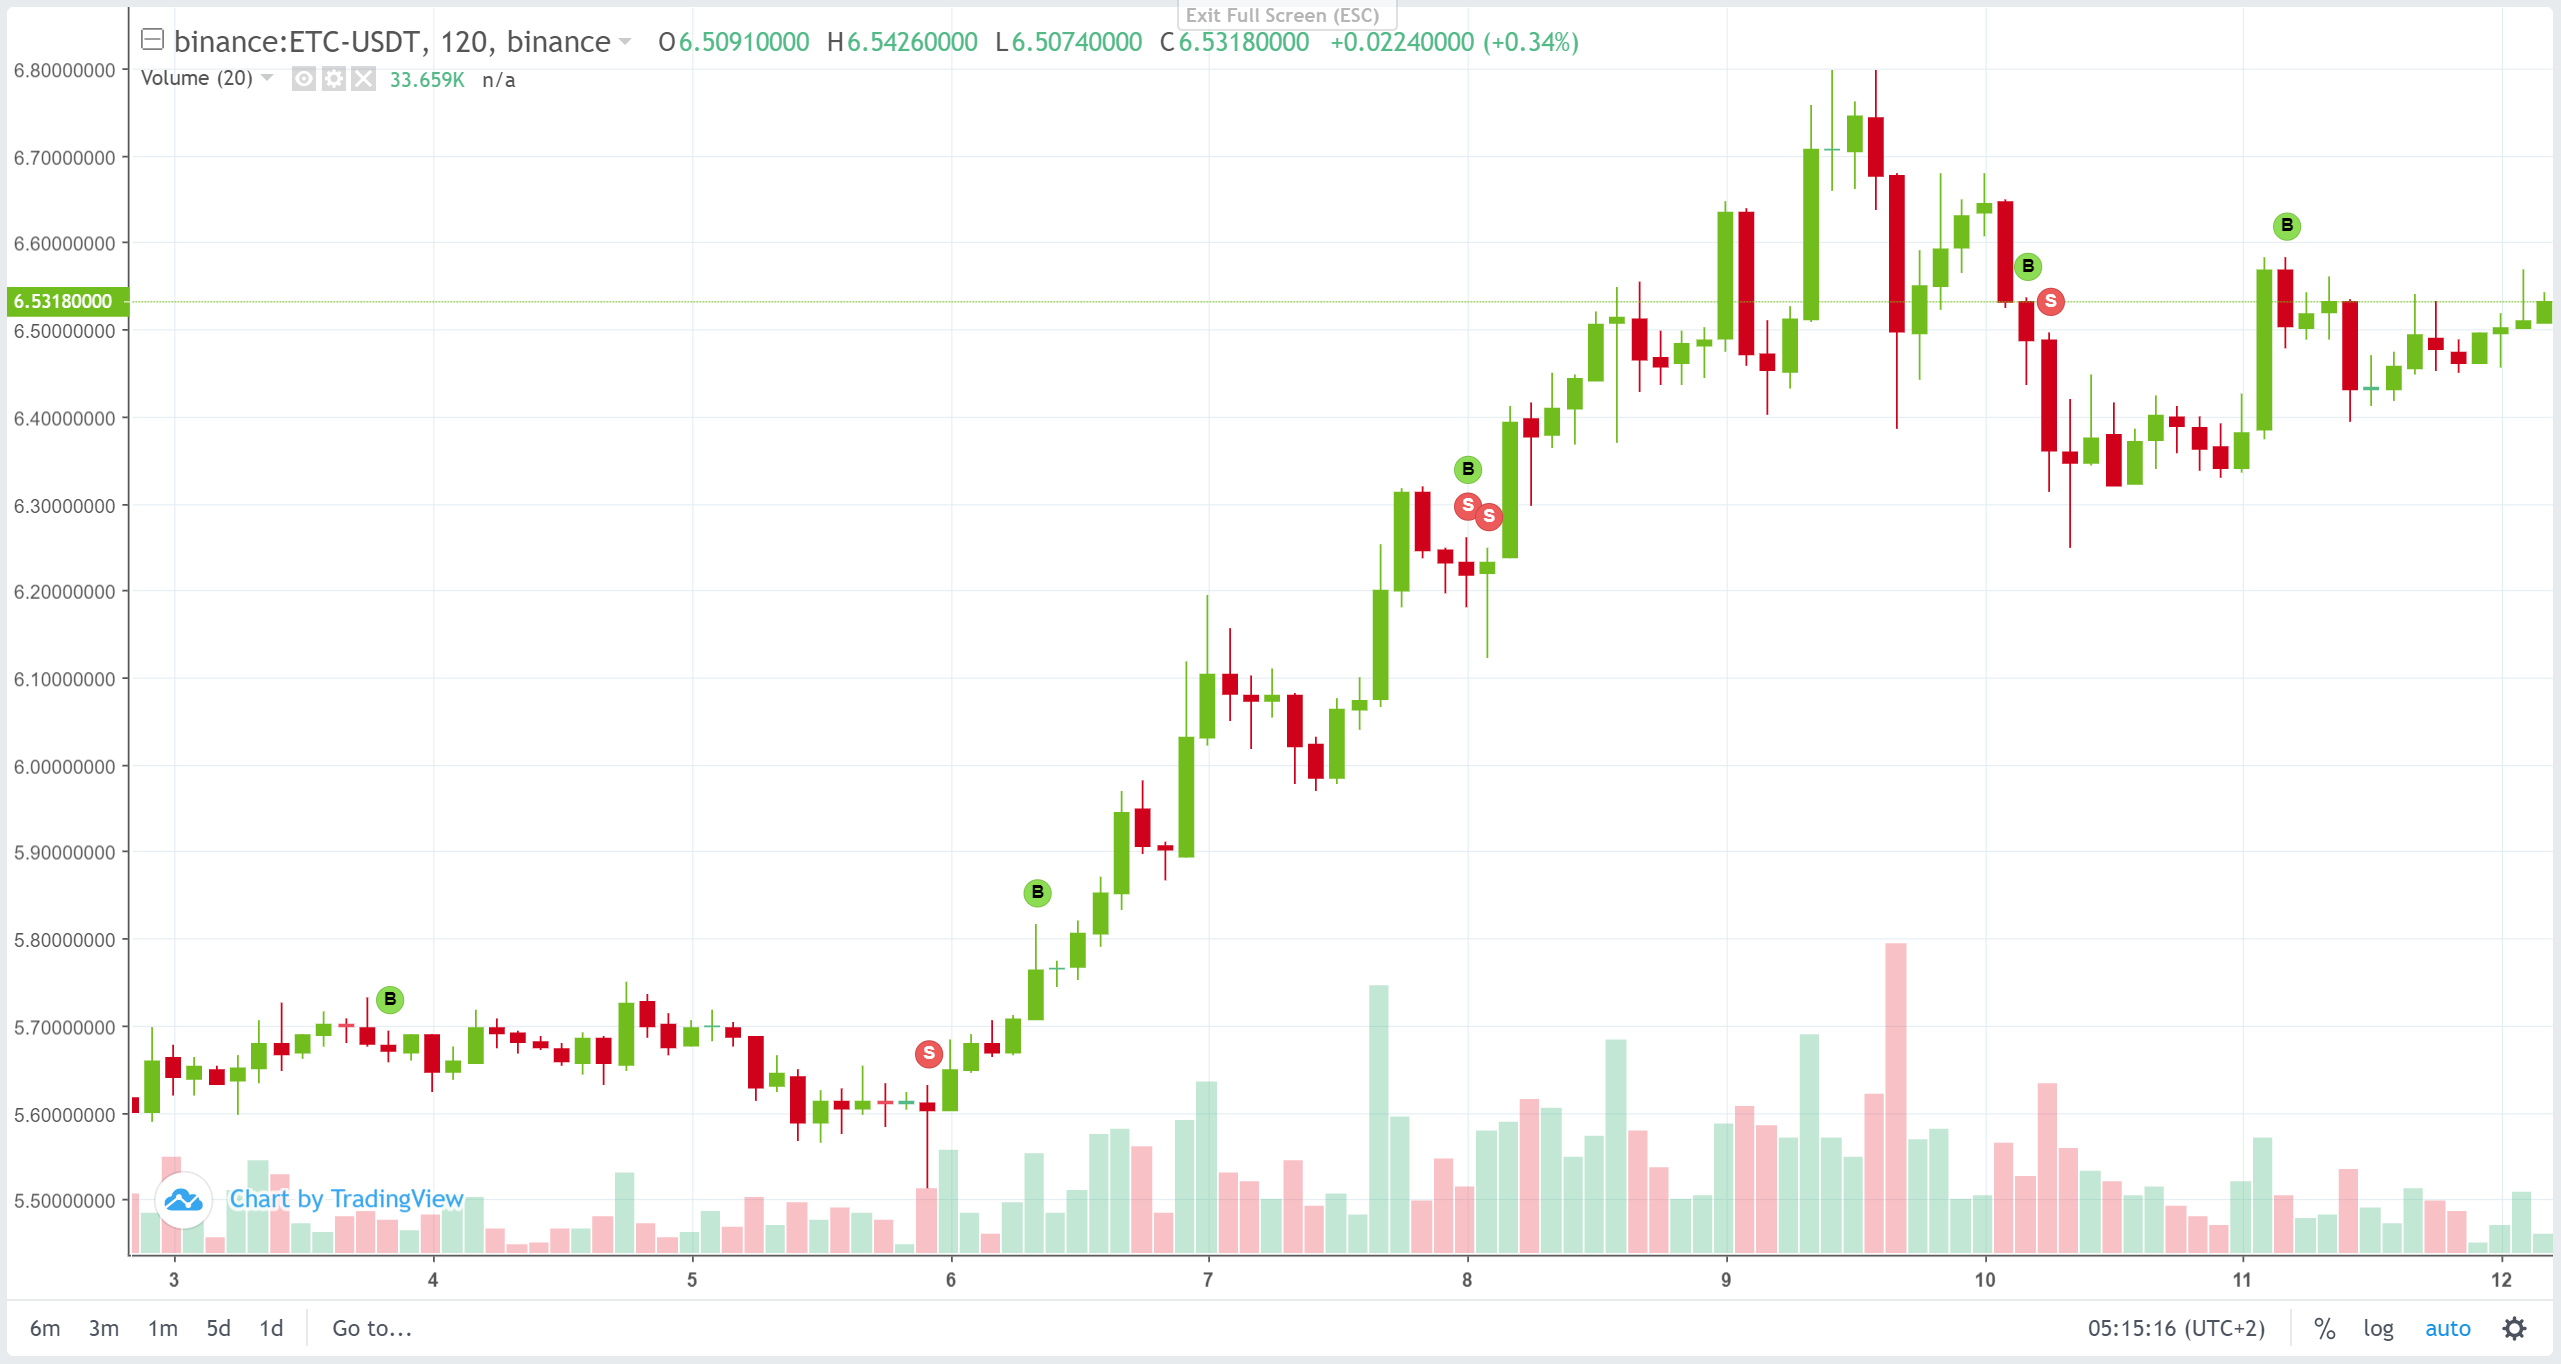 Exit Full Screen (ESC)
binance:ETC-USDT, 120, binance O6.50910000 H6.54260000 L6.50740000 C6.53180000 +0.02240000 (+0.34%)
Volume (20) 33.659K n/a
6.80000000
6.70000000
6.60000000
B
B
6.53180000
S
6.50000000
6.40000000
B
6.30000000
S
S
6.20000000
6.10000000
6.00000000
5.90000000
B
5.80000000
B
5.70000000
S
5.60000000
5.50000000
Chart by TradingView
3 4 5 6 7 8 9 10 11 12
6m 3m 1m 5d 1d Go to... 05:15:16 (UTC+2) % log auto